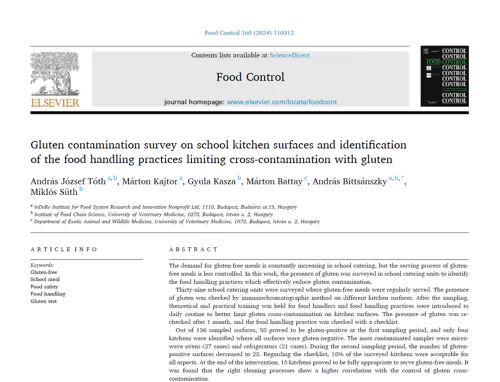 Food Control 160 (2024) 110312
Contents lists available at ScienceDirect
Food Control
journal homepage: www.elsevier.com/locate/foodcont
ELSEVIER
CONTROL
CONTROL
FOOD CONTROL
CONTROL
CONTROL
CONTROL
CONTROL
CONTROL
CONTROL
Gluten contamination survey on school kitchen surfaces and identification
of the food handling practices limiting cross-contamination with gluten
András József Tóth a,b, Márton Kajtor a, Gyula Kasza b, Márton Battay c, András Bittsánszky a,b,*,
Miklós Süth b
a InDeRe Institute for Food System Research and Innovation Nonprofit Ltd, 1118, Budapest, Budaörsi
b Institute of Food Chain Science, University of Veterinary Medicine, 1078, Budapest, István u. 2, Hungary
c Department of Exotic Animal and Wildlife Medicine, University of Veterinary Medicine, 1078, Budapest, István u. 2, Hungary
ARTICLE INFO
Keywords:
Gluten-free
School meal
Food safety
Food handling
Gluten test
ABSTRACT
The demand for gluten-free meals is constantly increasing in school catering, but the serving process of gluten-
free meals is less controlled. In this work, the presence of gluten was surveyed in school catering units to identify
the food handling practices which effectively reduce gluten contamination.
Thirty-nine school catering units were surveyed where gluten-free meals were regularly served. The presence
of gluten was checked by immunochromatographic method on different kitchen surfaces. After the sampling,
theoretical and practical training was held for food handlers and food handling practices were introduced to
daily routine to better limit gluten cross-contamination on kitchen surfaces. The presence of gluten was re-
checked after 1 month, and the food handling practice was checked with a checklist.
Out of 156 samples, 50 proved to be gluten-positive at the first sampling period, and only four
kitchens were identified where all surfaces were gluten-negative. The most contaminated samples were micro-
wave ovens (27 cases) and refrigerators (21 cases). During the second sampling period, the number of gluten-
positive surfaces decreased to 20. Regarding the checklist, 10% of the surveyed kitchens were acceptable for
all aspects. At the end of the intervention, 18 kitchens proved to be fully appropriate to serve gluten-free meals. It
was found that the right cleaning processes show a higher correlation with the control of gluten cross-
contamination.